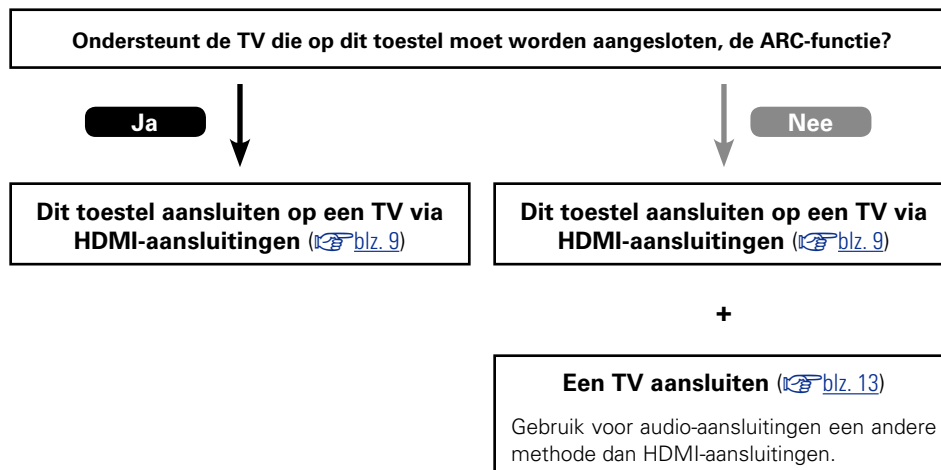 Ondersteunt de TV die op dit toestel moet worden aangesloten, de ARC-functie?
Ja
Nee
Dit toestel aansluiten op een TV via
HDMI-aansluitingen (☞blz. 9)
Dit toestel aansluiten op een TV via
HDMI-aansluitingen (☞blz. 9)
+
Een TV aansluiten (☞blz. 13)
Gebruik voor audio-aansluitingen een andere
methode dan HDMI-aansluitingen.